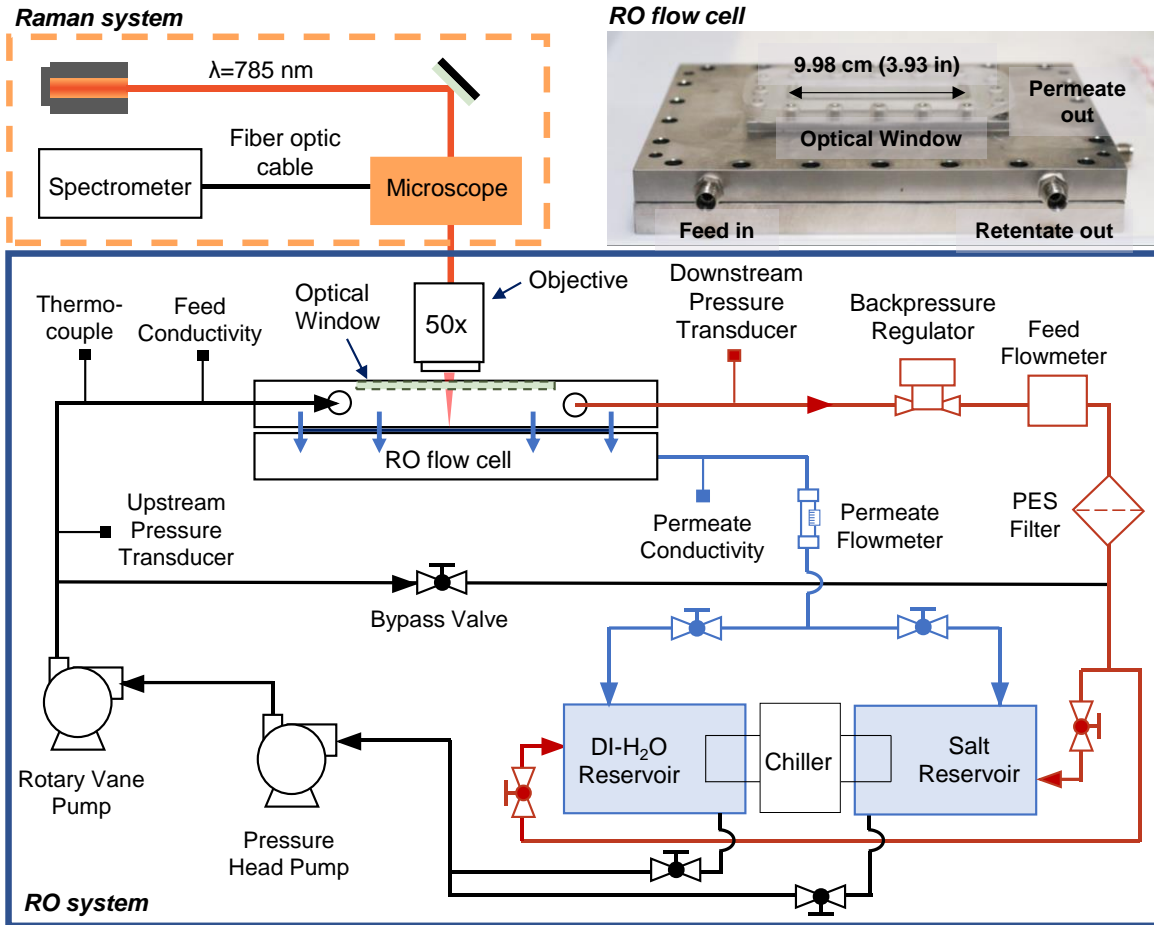 Raman system
λ=785 nm
Fiber optic
cable
Spectrometer
Microscope
RO flow cell
9.98 cm (3.93 in)
Permeate
out
Optical Window
Feed in
Retentate out
Thermo-
couple
Feed
Conductivity
Optical
Window
50x
Objective
Downstream
Pressure
Transducer
Backpressure
Regulator
Feed
Flowmeter
RO flow cell
Upstream
Pressure
Transducer
Permeate
Conductivity
Permeate
Flowmeter
PES
Filter
Bypass Valve
Rotary Vane
Pump
Pressure
Head Pump
DI-H₂O
Reservoir
Chiller
Salt
Reservoir
RO system